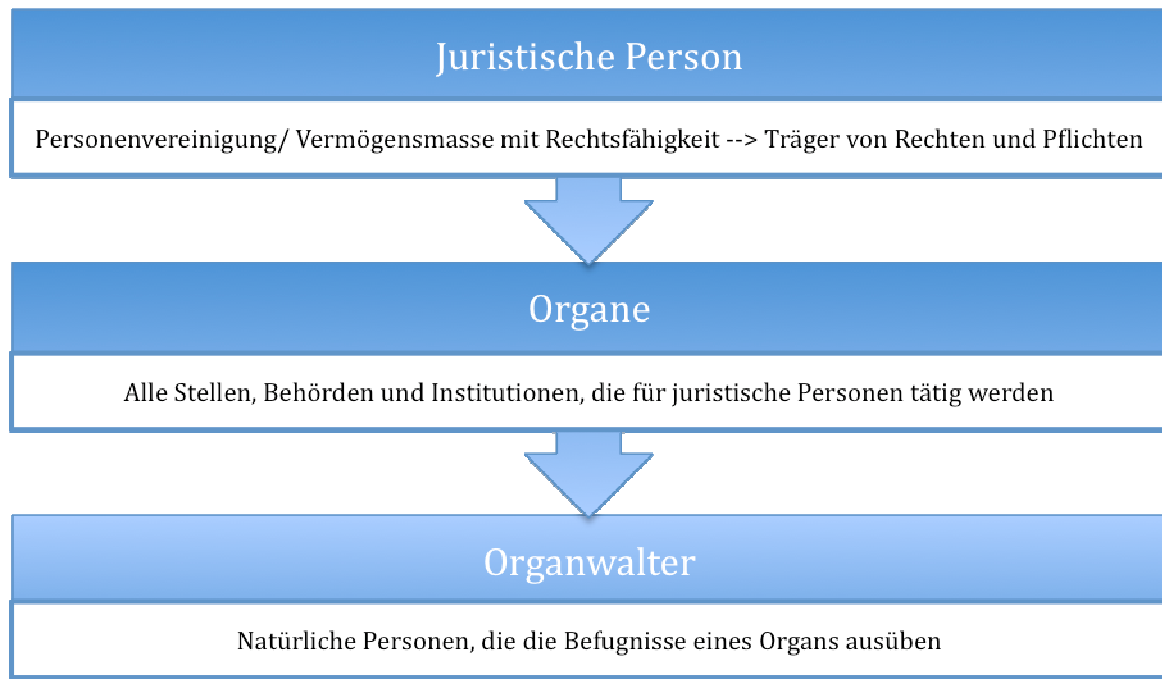 Juristische Person
Personenvereinigung/ Vermögensmasse mit Rechtsfähigkeit --> Träger von Rechten und Pflichten
Organe
Alle Stellen, Behörden und Institutionen, die für juristische Personen tätig werden
Organwalter
Natürliche Personen, die die Befugnisse eines Organs ausüben